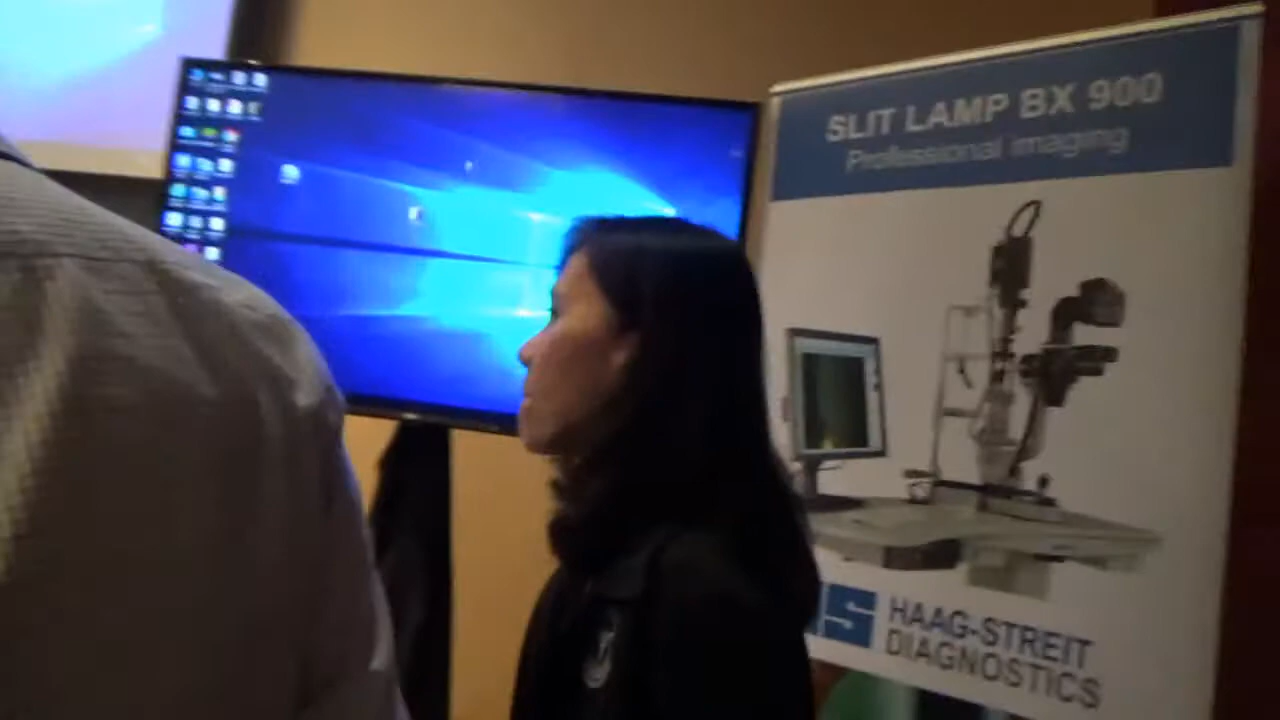 SLIT LAMP BX 900
Professional imaging
HAAG-STREIT
DIAGNOSTICS